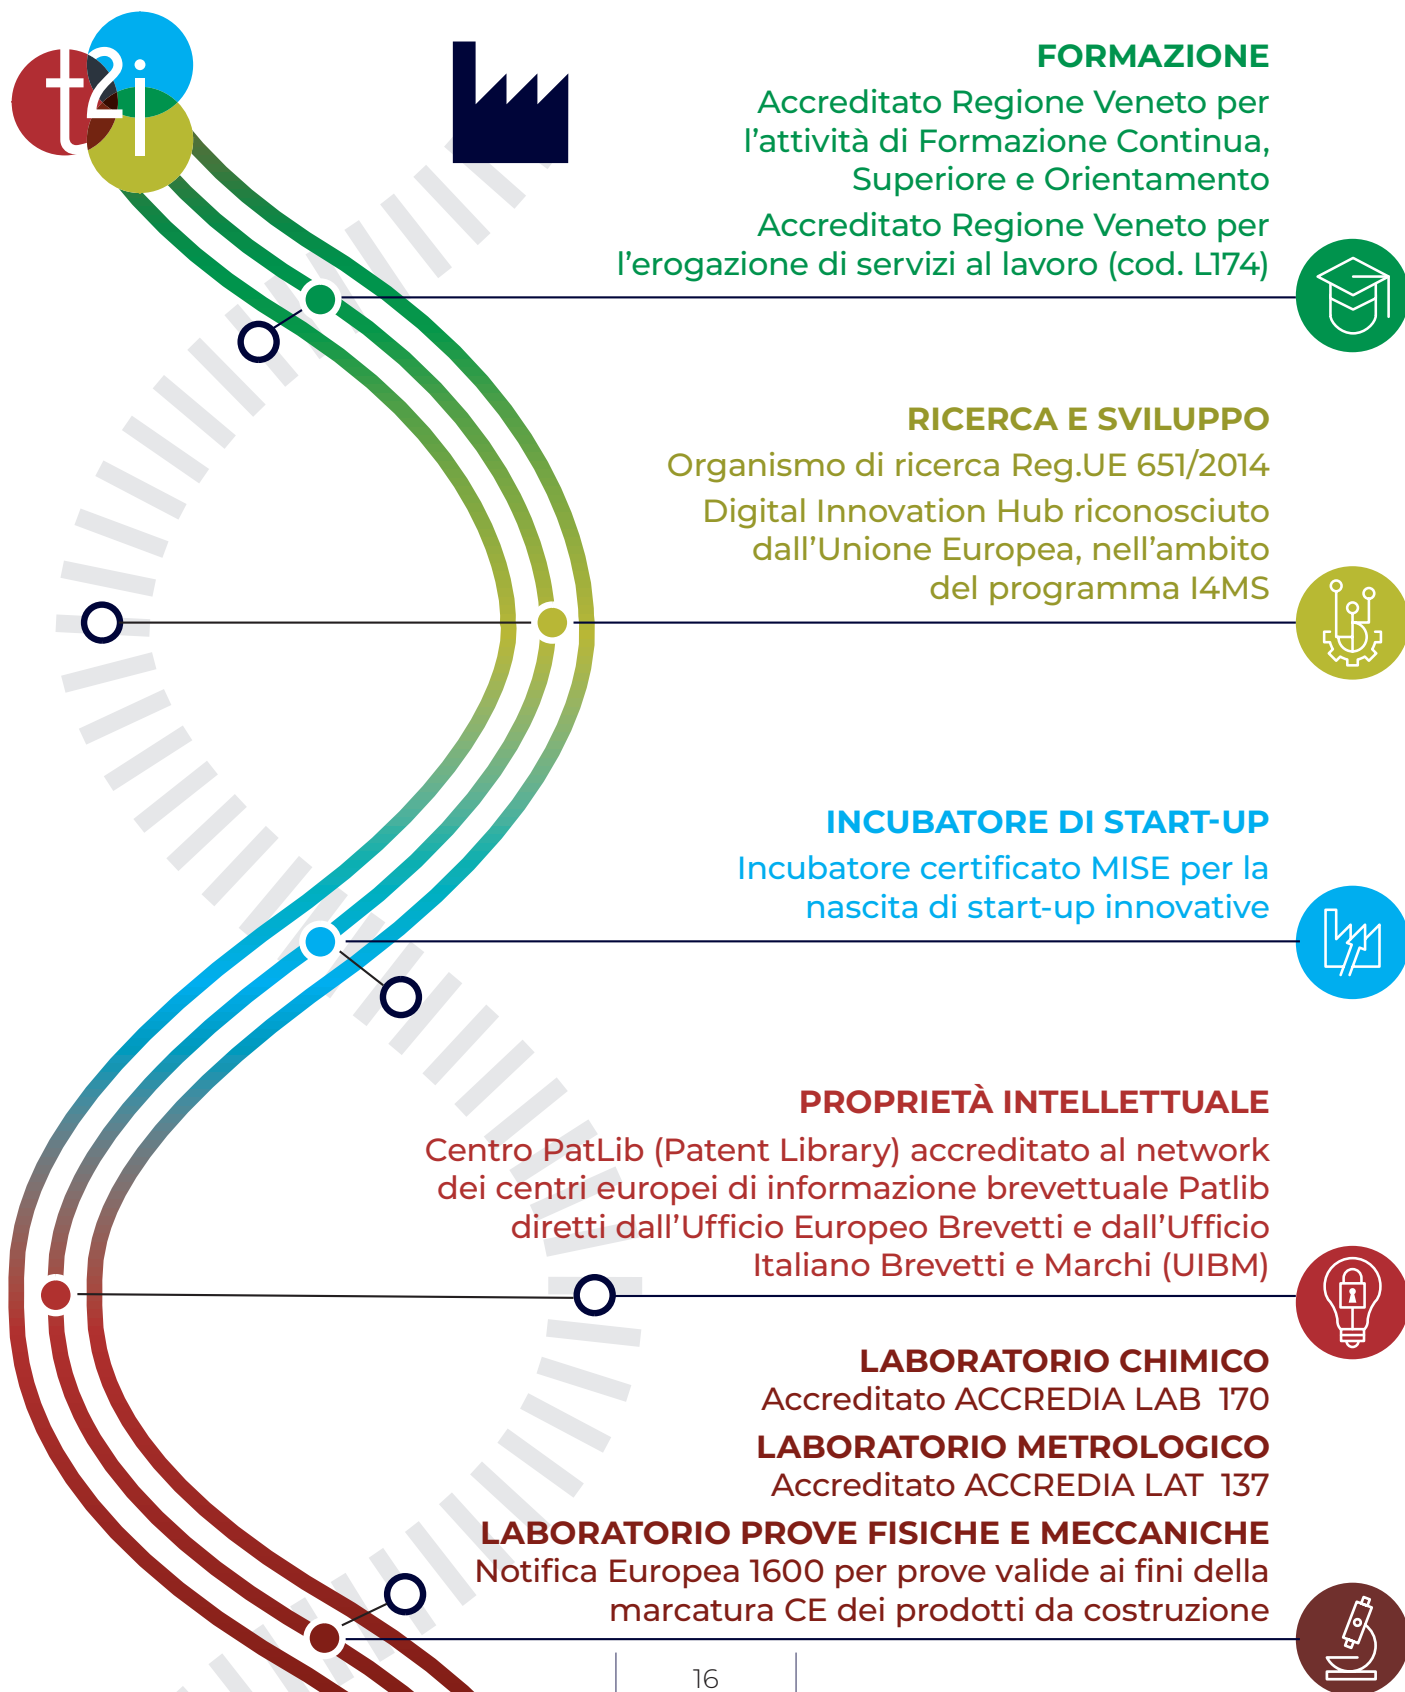 t2i
FORMAZIONE
Accreditato Regione Veneto per
l'attività di Formazione Continua,
Superiore e Orientamento
Accreditato Regione Veneto per
l'erogazione di servizi al lavoro (cod. L174)
RICERCA E SVILUPPO
Organismo di ricerca Reg.UE 651/2014
Digital Innovation Hub riconosciuto
dall'Unione Europea, nell'ambito
del programma I4MS
INCUBATORE DI START-UP
Incubatore certificato MISE per la
nascita di start-up innovative
PROPRIETÀ INTELLETTUALE
Centro PatLib (Patent Library) accreditato al network
dei centri europei di informazione brevettuale Patlib
diretti dall'Ufficio Europeo Brevetti e dall'Ufficio
Italiano Brevetti e Marchi (UIBM)
LABORATORIO CHIMICO
Accreditato ACCREDIA LAB 170
LABORATORIO METROLOGICO
Accreditato ACCREDIA LAT 137
LABORATORIO PROVE FISICHE E MECCANICHE
Notifica Europea 1600 per prove valide ai fini della
marcatura CE dei prodotti da costruzione
16